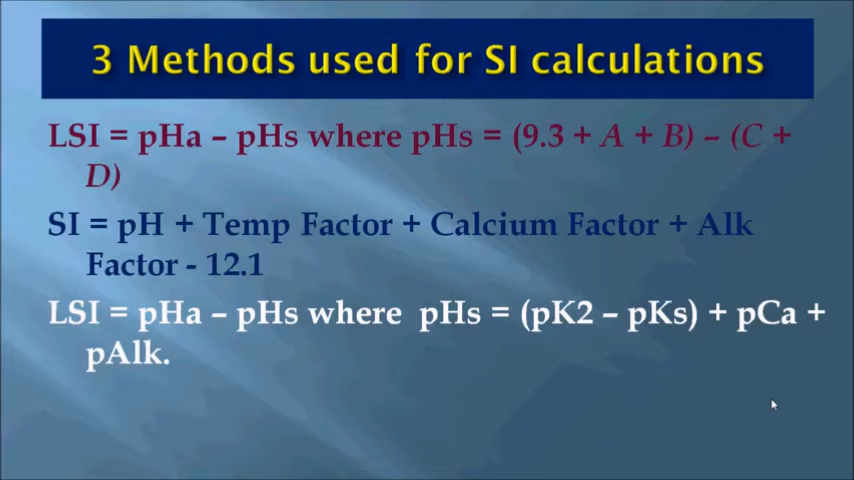 3 Methods used for SI calculations
LSI = pHa – pHs where pHs = (9.3 + A + B) – (C +
D)
SI = pH + Temp Factor + Calcium Factor + Alk
Factor - 12.1
LSI = pHa – pHs where  pHs = (pK2 – pKs) + pCa +
pAlk.